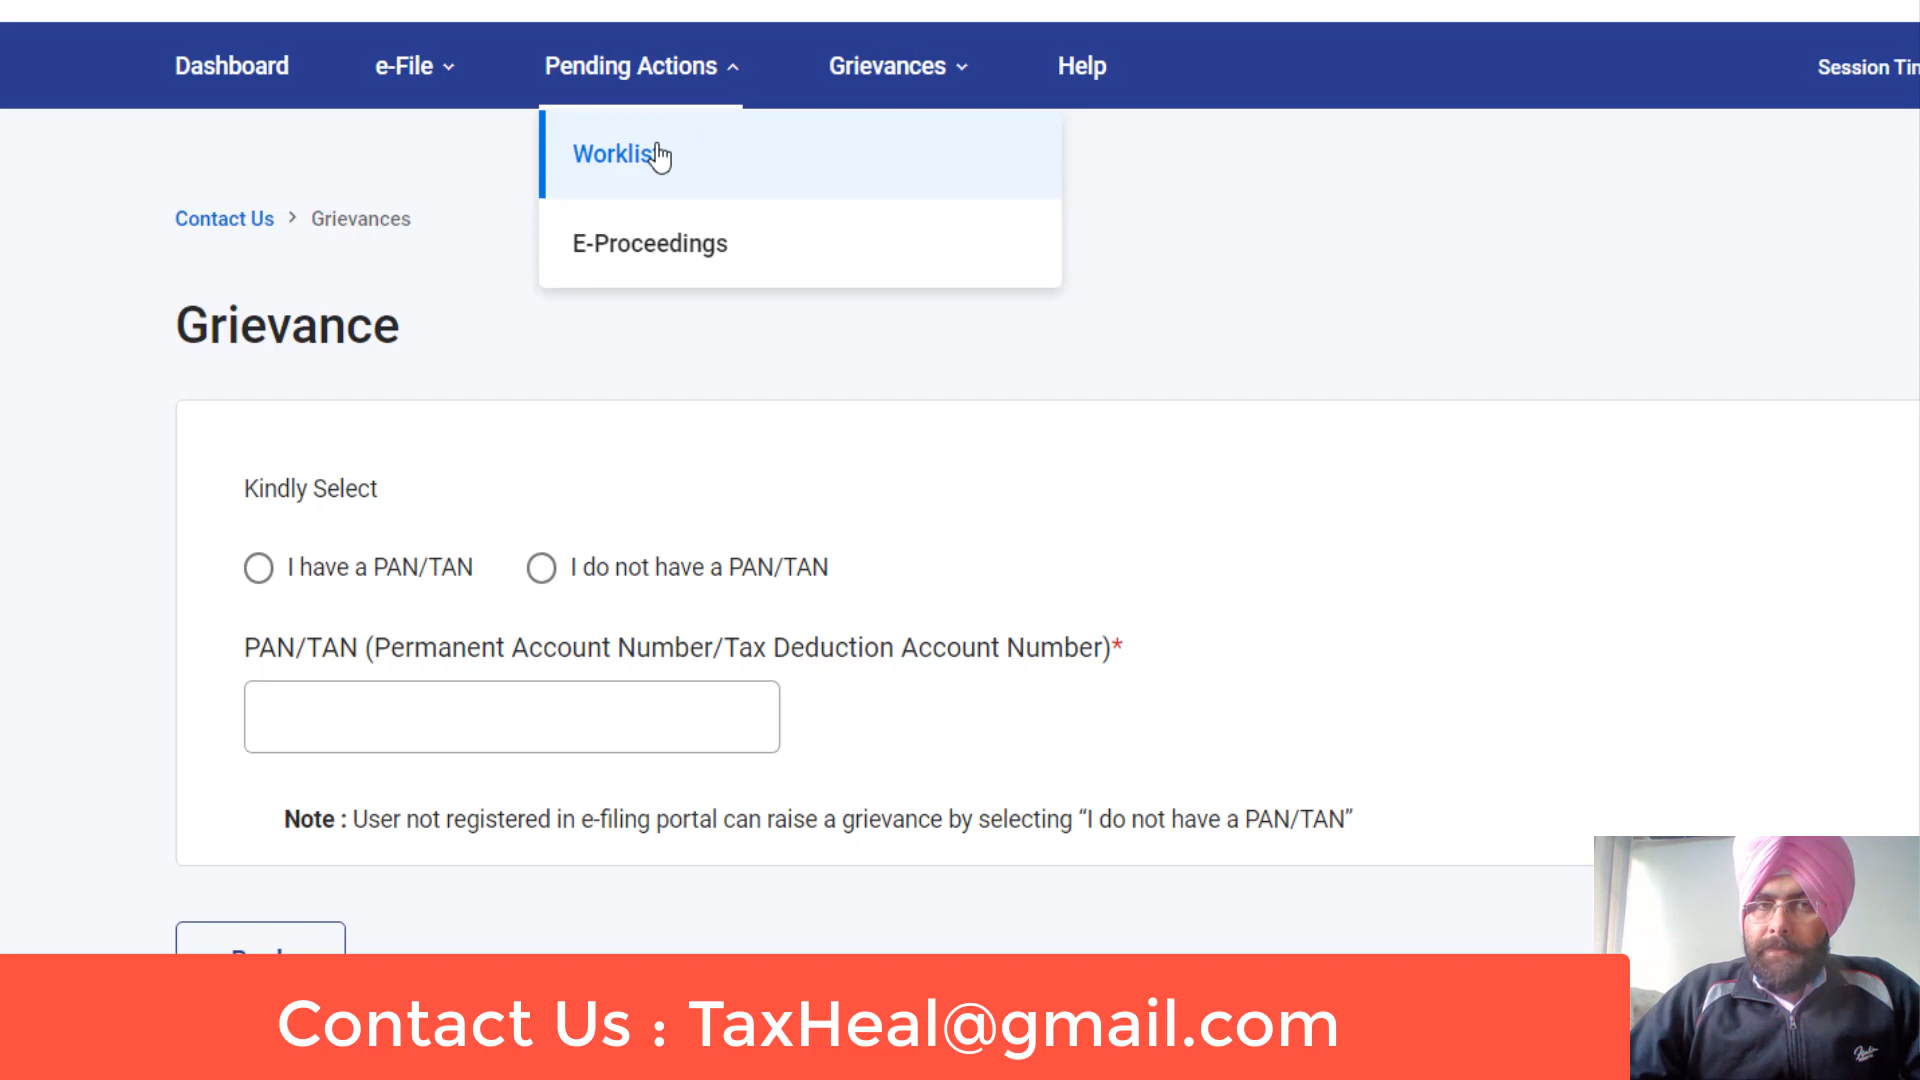 Dashboard e-File Pending Actions Grievances Help Session Tim
Worklist
E-Proceedings
Contact Us > Grievances
Grievance
Kindly Select
I have a PAN/TAN I do not have a PAN/TAN
PAN/TAN (Permanent Account Number/Tax Deduction Account Number)*
Note : User not registered in e-filing portal can raise a grievance by selecting “I do not have a PAN/TAN”
Contact Us : TaxHeal@gmail.com